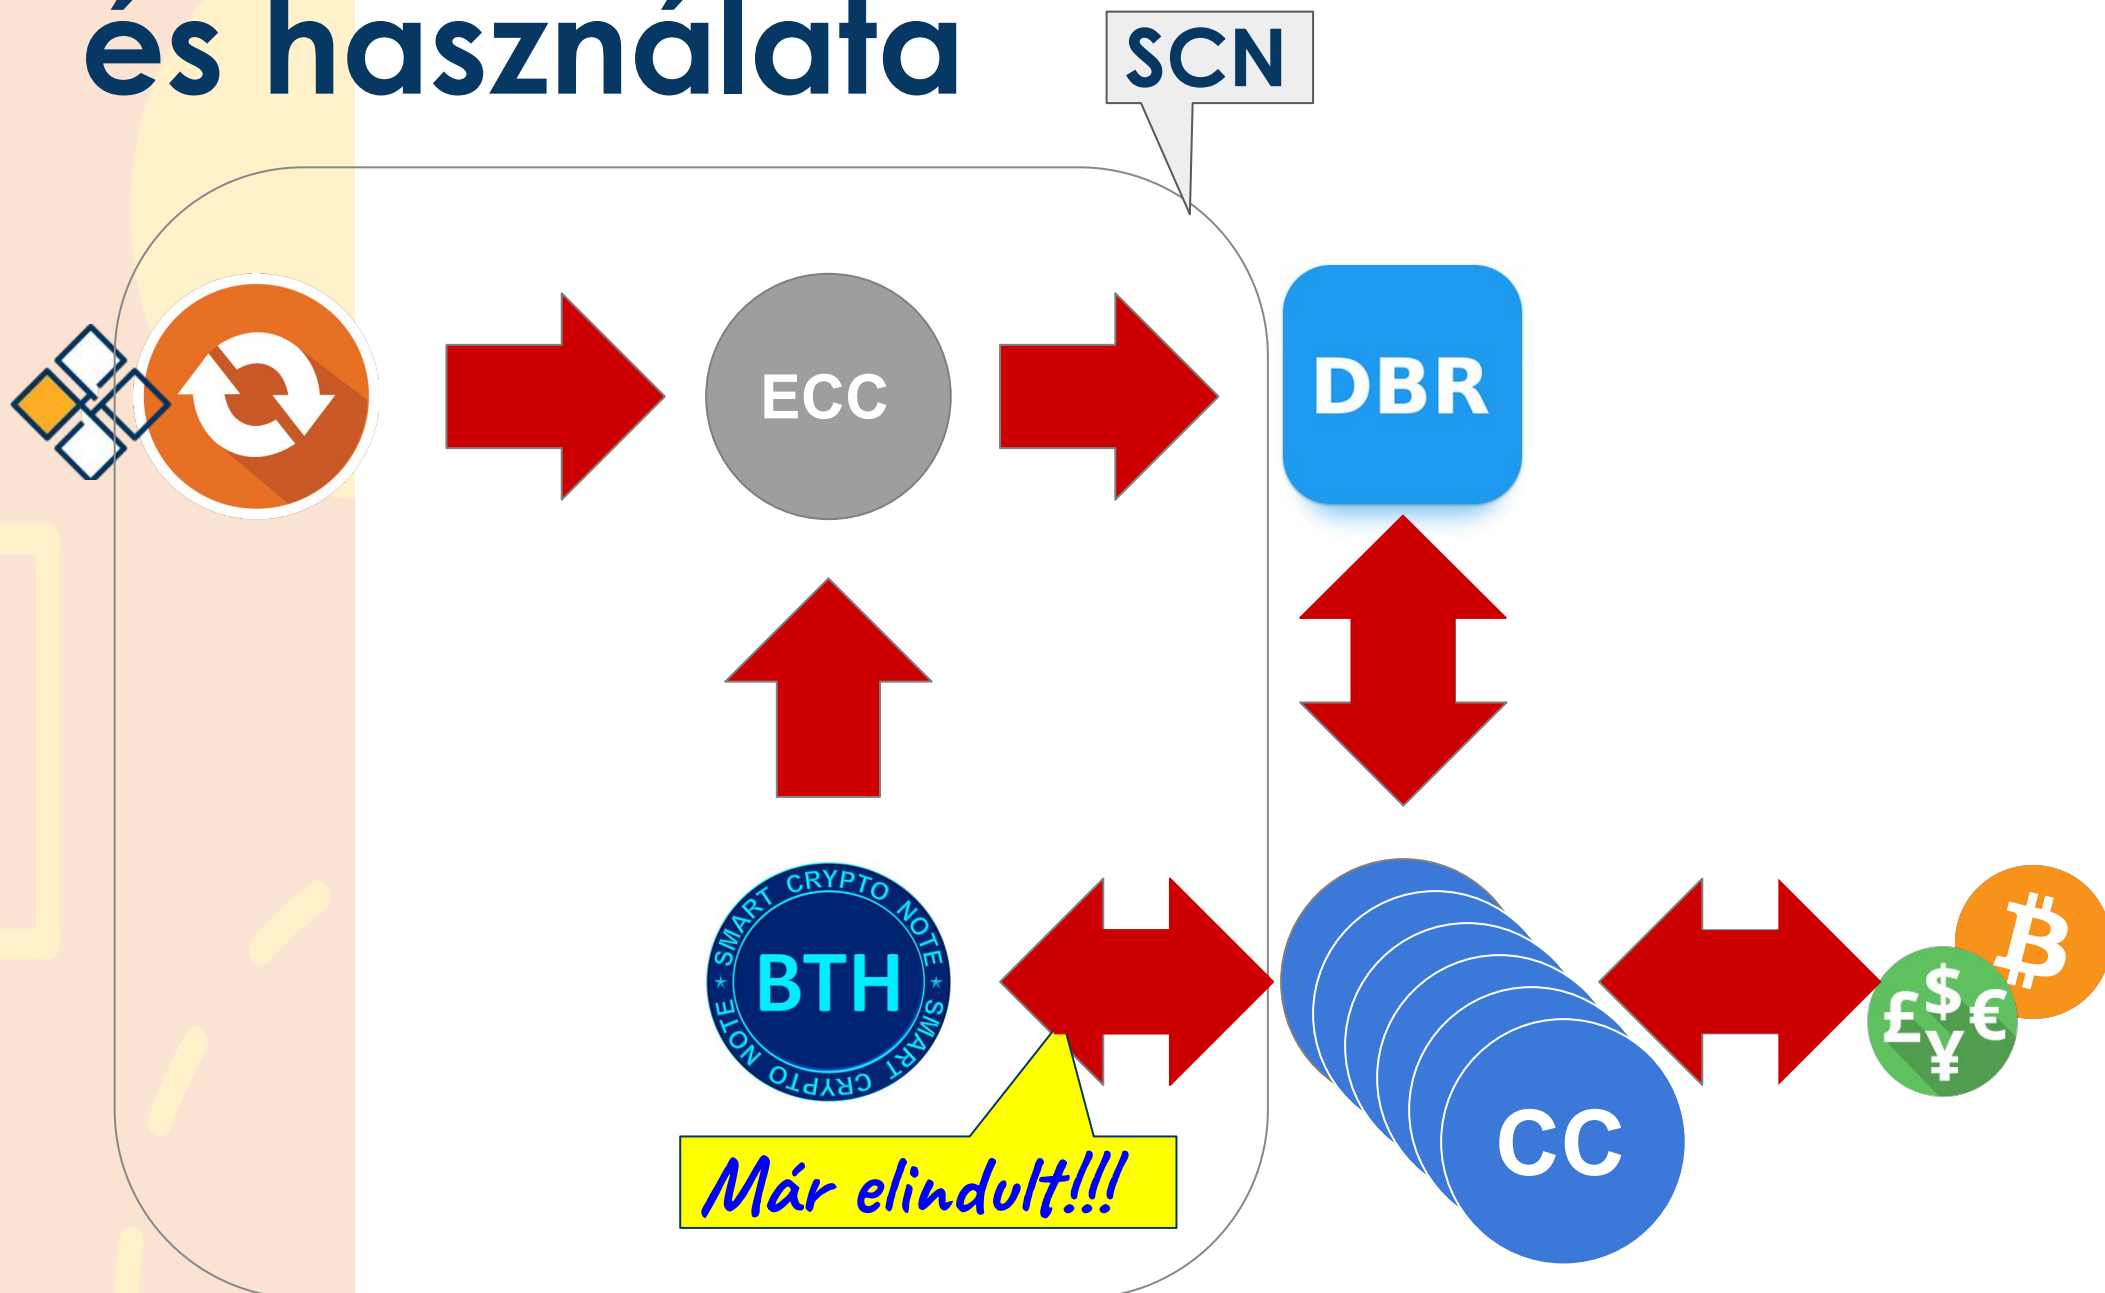 és használata
SCN
ECC
DBR
★ SMART CRYPTO NOTE ★ SMART CRYPTO NOTE
BTH
Már elindult!!!
CC
₿
$
£ €
¥